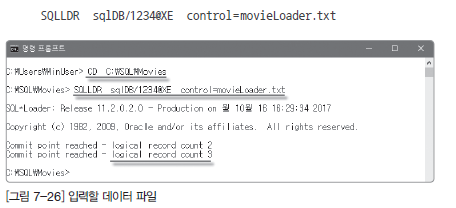 SQLLDR sqlDB/1234@XE control=movieLoader.txt
명령 프롬프트
C:₩Users₩WinUser> CD C:₩SQL₩Movies
C:₩SQL₩Movies> SQLLDR sqlDB/1234@XE control=movieLoader.txt
SQL*Loader: Release 11.2.0.2.0 - Production on 월 10월 16 16:29:34 2017
Copyright (c) 1982, 2009, Oracle and/or its affiliates. All rights reserved.
Commit point reached - logical record count 2
Commit point reached - logical record count 3
C:₩SQL₩Movies>
[그림 7-26] 입력할 데이터 파일